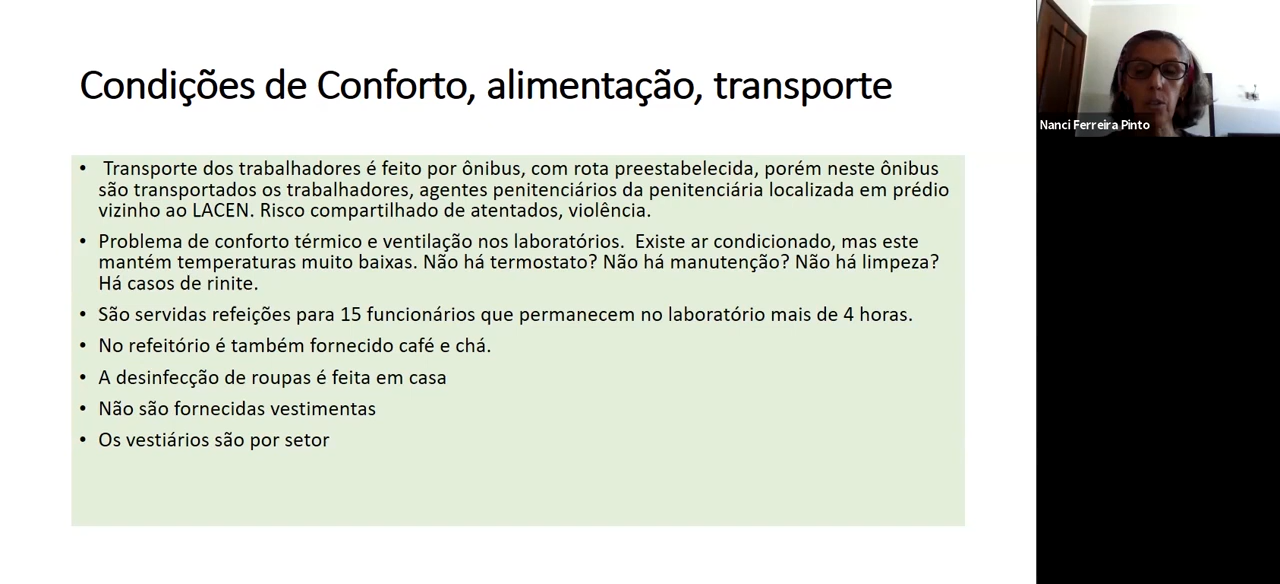 Condições de Conforto, alimentação, transporte
• Transporte dos trabalhadores é feito por ônibus, com rota preestabelecida, porém neste ônibus
são transportados os trabalhadores, agentes penitenciários da penitenciária localizada em prédio
vizinho ao LACEN. Risco compartilhado de atentados, violência.
• Problema de conforto térmico e ventilação nos laboratórios. Existe ar condicionado, mas este
mantém temperaturas muito baixas. Não há termostato? Não há manutenção? Não há limpeza?
Há casos de rinite.
• São servidas refeições para 15 funcionários que permanecem no laboratório mais de 4 horas.
• No refeitório é também fornecido café e chá.
• A desinfecção de roupas é feita em casa
• Não são fornecidas vestimentas
• Os vestiários são por setor
Nanci Ferreira Pinto